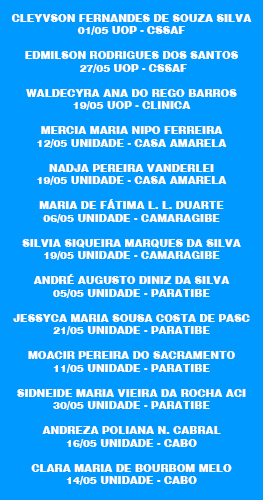 CLEYVSON FERNANDES DE SOUZA SILVA
01/05 UOP - CSSAF
EDMILSON RODRIGUES DOS SANTOS
27/05 UOP - CSSAF
WALDECYRA ANA DO REGO BARROS
19/05 UOP - CLINICA
MERCIA MARIA NIPO FERREIRA
12/05 UNIDADE - CASA AMARELA
NADJA PEREIRA VANDERLEI
19/05 UNIDADE - CASA AMARELA
MARIA DE FÁTIMA L. L. DUARTE
06/05 UNIDADE - CAMARAGIBE
SILVIA SIQUEIRA MARQUES DA SILVA
19/05 UNIDADE - CAMARAGIBE
ANDRÉ AUGUSTO DINIZ DA SILVA
05/05 UNIDADE - PARATIBE
JESSYCA MARIA SOUSA COSTA DE PASC
21/05 UNIDADE - PARATIBE
MOACIR PEREIRA DO SACRAMENTO
11/05 UNIDADE - PARATIBE
SIDNEIDE MARIA VIEIRA DA ROCHA ACI
30/05 UNIDADE - PARATIBE
ANDREZA POLIANA N. CABRAL
16/05 UNIDADE - CABO
CLARA MARIA DE BOURBOM MELO
14/05 UNIDADE - CABO